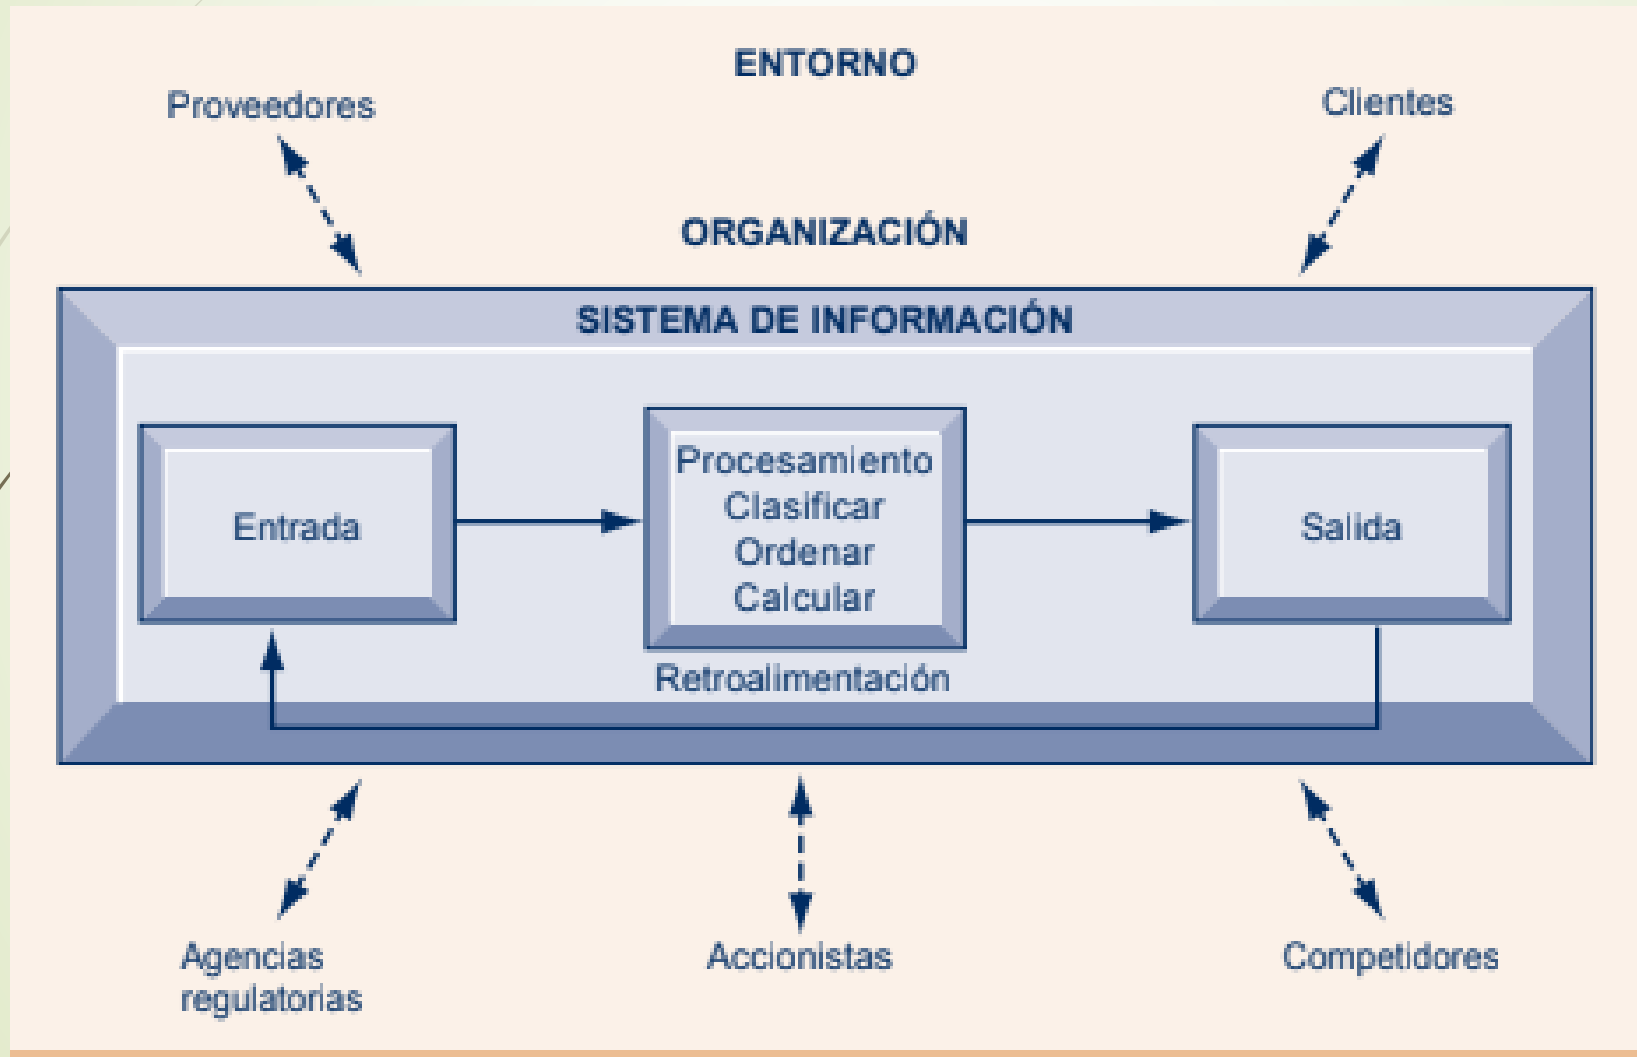 ENTORNO
Proveedores
Clientes
ORGANIZACIÓN
SISTEMA DE INFORMACIÓN
Entrada
Procesamiento
Clasificar
Ordenar
Calcular
Salida
Retroalimentación
Agencias
regulatorias
Accionistas
Competidores